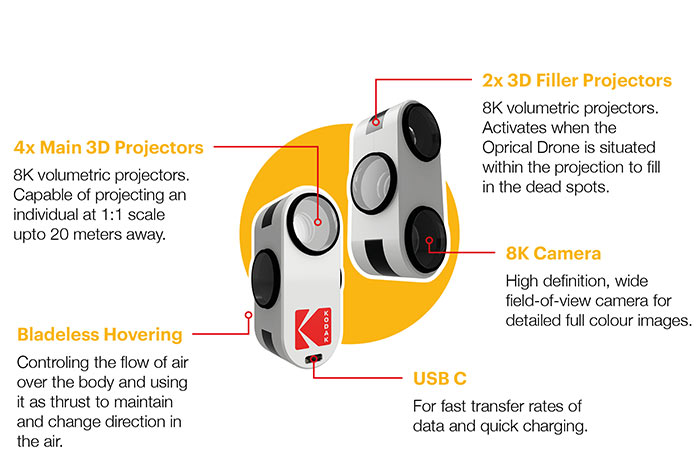 2x 3D Filler Projectors
8K volumetric projectors.
Activates when the
Oprical Drone is situated
within the projection to fill
in the dead spots.
4x Main 3D Projectors
8K volumetric projectors.
Capable of projecting an
individual at 1:1 scale
upto 20 meters away.
8K Camera
High definition, wide
field-of-view camera for
detailed full colour images.
Bladeless Hovering
Controling the flow of air
over the body and using
it as thrust to maintain
and change direction in
the air.
KODAK
USB C
For fast transfer rates of
data and quick charging.